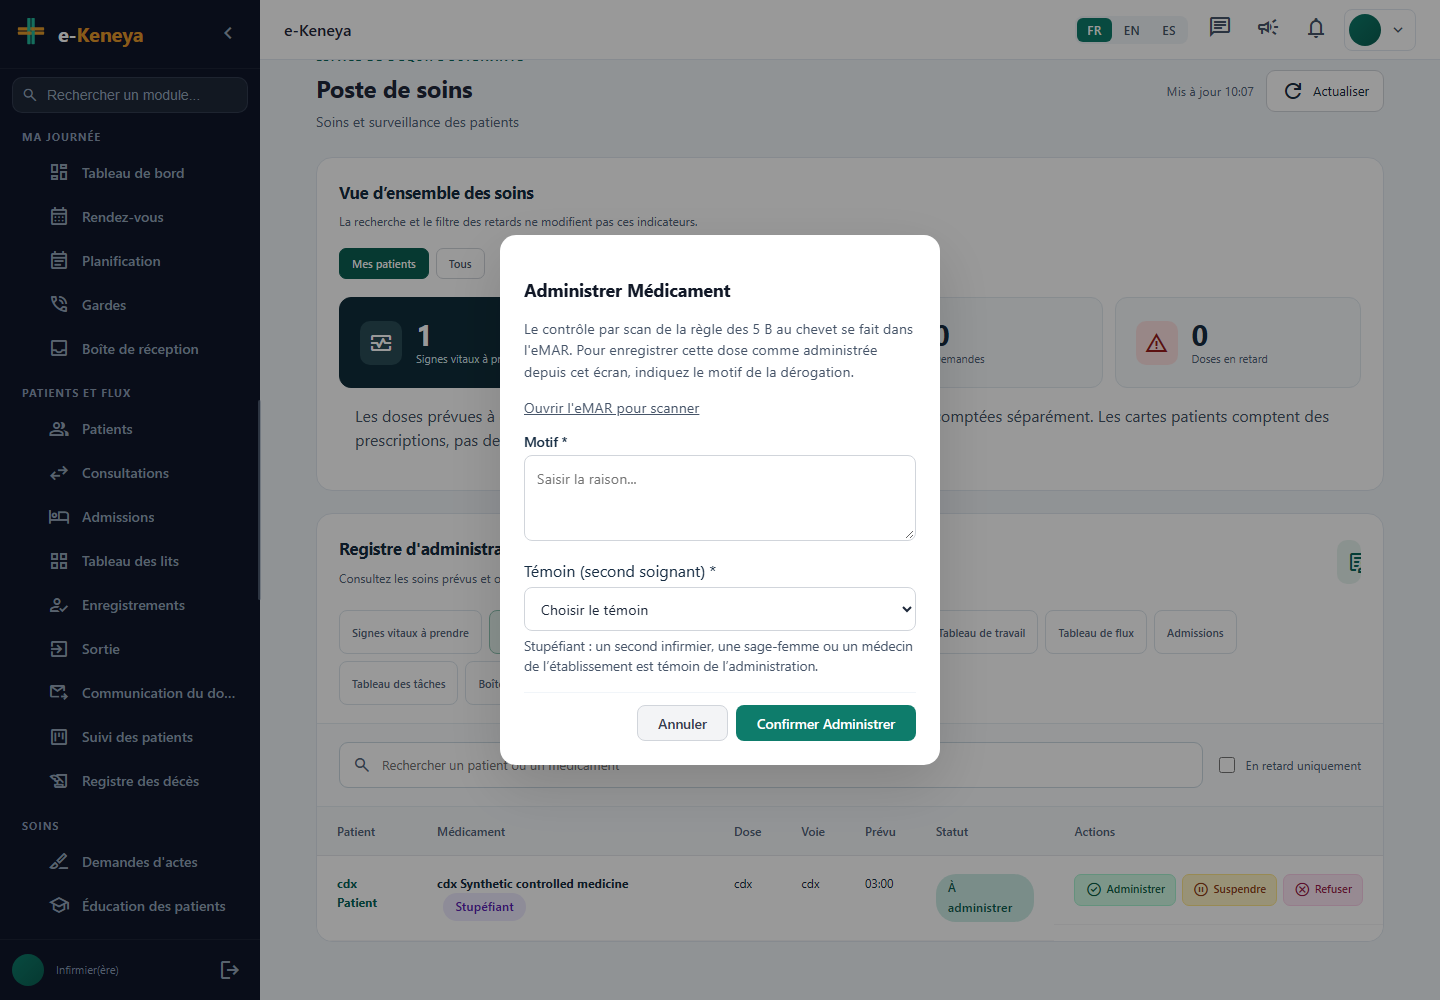 e-Keneya
Rechercher un module...
MA JOURNÉE
Tableau de bord
Rendez-vous
Planification
Gardes
Boîte de réception
PATIENTS ET FLUX
Patients
Consultations
Admissions
Tableau des lits
Enregistrements
Sortie
Communication du do...
Suivi des patients
Registre des décès
SOINS
Demandes d'actes
Éducation des patients
Infirmier(ère)
e-Keneya
FR EN ES
Poste de soins
Soins et surveillance des patients
Mis à jour 10:07
Actualiser
Vue d’ensemble des soins
La recherche et le filtre des retards ne modifient pas ces indicateurs.
Mes patients Tous
1
Signes vitaux à pr
0
emandes
0
Doses en retard
Les doses prévues à
omptées séparément. Les cartes patients comptent des
prescriptions, pas de
Registre d'administra
Consultez les soins prévus et o
Signes vitaux à prendre
Tableau de travail
Tableau de flux
Admissions
Tableau des tâches
Boît
Rechercher un patient ou un médicament
En retard uniquement
Patient Médicament Dose Voie Prévu Statut Actions
cdx Patient
cdx Synthetic controlled medicine
Stupéfiant
cdx
cdx
03:00
À administrer
Administrer
Suspendre
Refuser
Administrer Médicament
Le contrôle par scan de la règle des 5 B au chevet se fait dans
l'eMAR. Pour enregistrer cette dose comme administrée
depuis cet écran, indiquez le motif de la dérogation.
Ouvrir l'eMAR pour scanner
Motif *
Saisir la raison...
Témoin (second soignant) *
Choisir le témoin
Stupéfiant : un second infirmier, une sage-femme ou un médecin
de l’établissement est témoin de l’administration.
Annuler
Confirmer Administrer